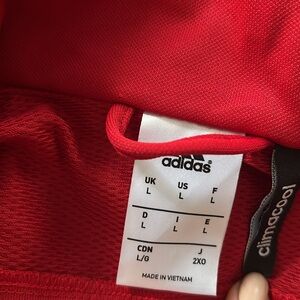 adidas
UK US F
L L L
D I E
L L L
CDN J
L/G 2XO
MADE IN VIETNAM
climacool